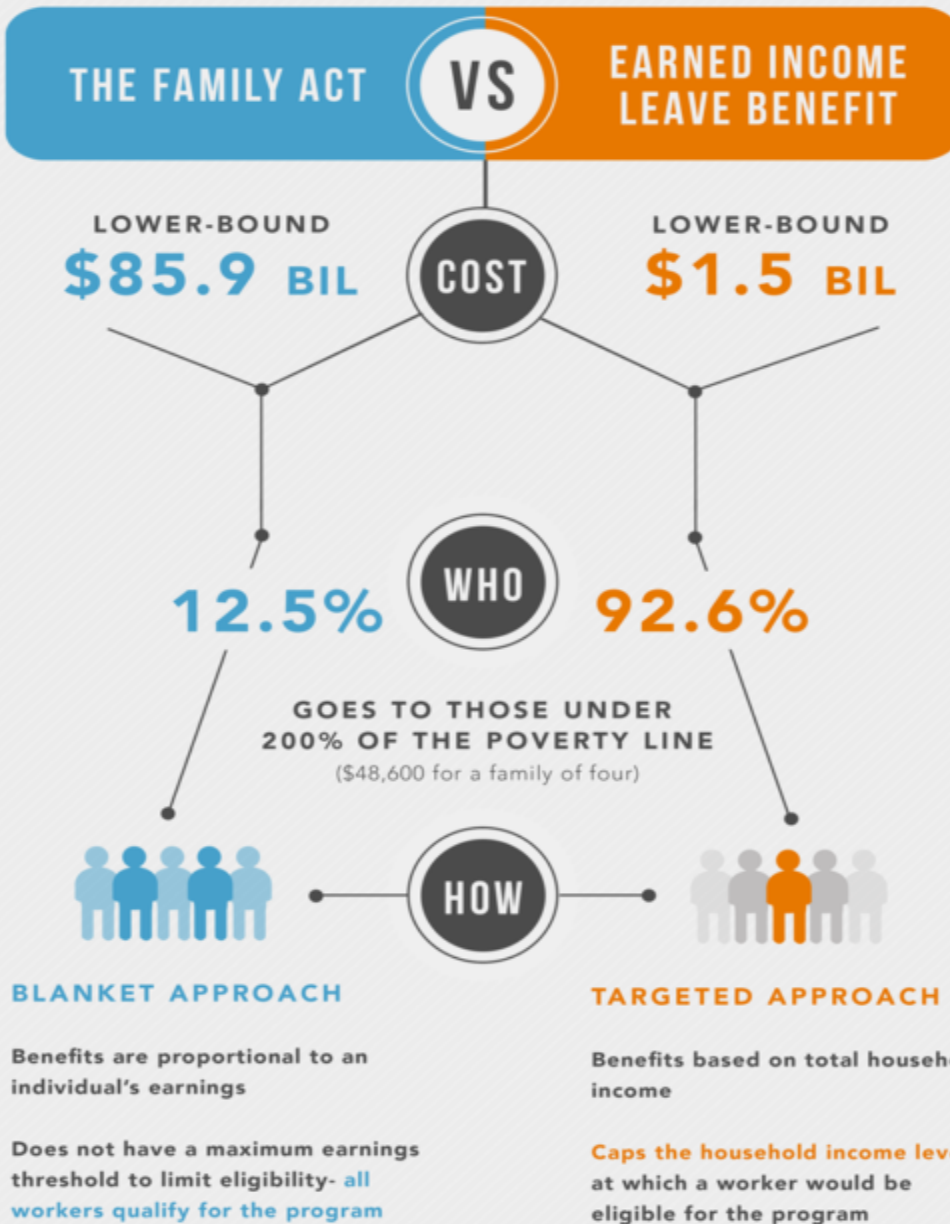 THE FAMILY ACT
VS
EARNED INCOME
LEAVE BENEFIT
LOWER-BOUND
$85.9 BIL
COST
LOWER-BOUND
$1.5 BIL
12.5%
WHO
92.6%
GOES TO THOSE UNDER
200% OF THE POVERTY LINE
($48,600 for a family of four)
HOW
BLANKET APPROACH
Benefits are proportional to an
individual's earnings
Does not have a maximum earnings
threshold to limit eligibility- all
workers qualify for the program
TARGETED APPROACH
Benefits based on total househo
income
Caps the household income lev
at which a worker would be
eligible for the program